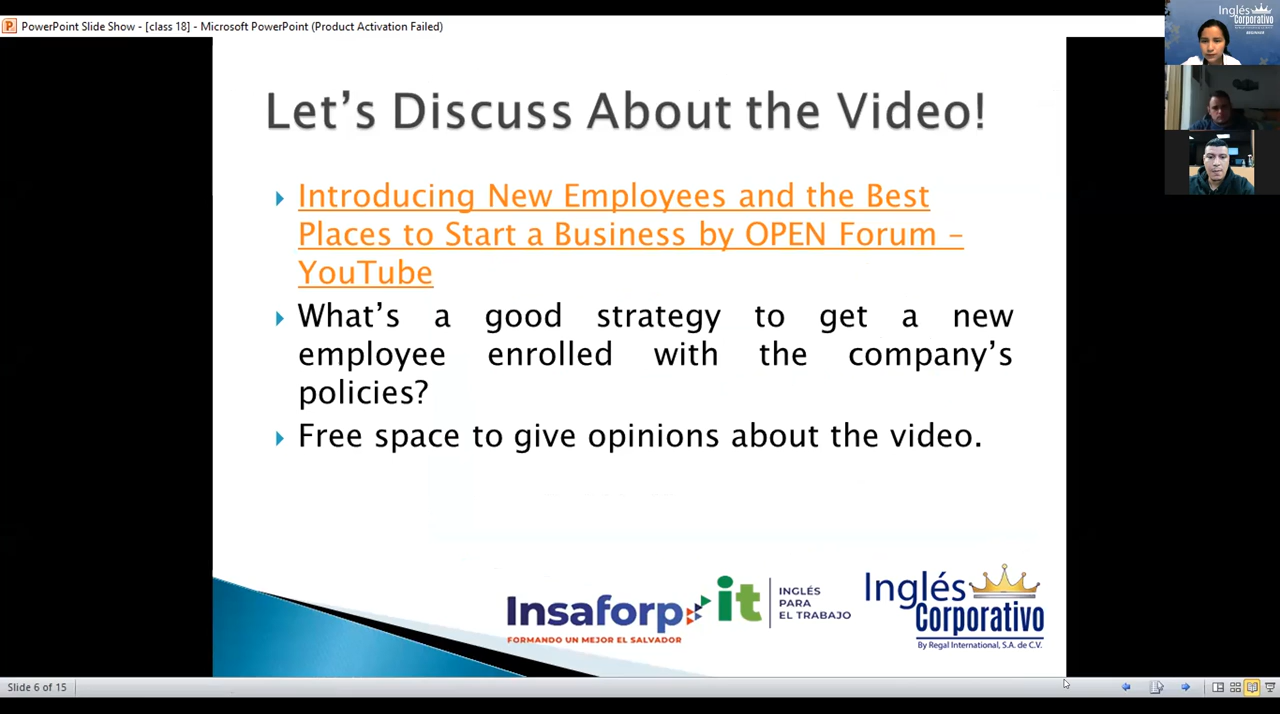 PowerPoint Slide Show - [class 18] - Microsoft PowerPoint (Product Activation Failed)
Inglés
Corporativo
BEGINNER
Let's Discuss About the Video!
Introducing New Employees and the Best
Places to Start a Business by OPEN Forum –
YouTube
What's a good strategy to get a new
employee enrolled with the company's
policies?
Free space to give opinions about the video.
Insaforp
FORMANDO UN MEJOR EL SALVADOR
it
INGLÉS
PARA
EL TRABAJO
Inglés
Corporativo
By Regal International, S.A. de C.V.
Slide 6 of 15